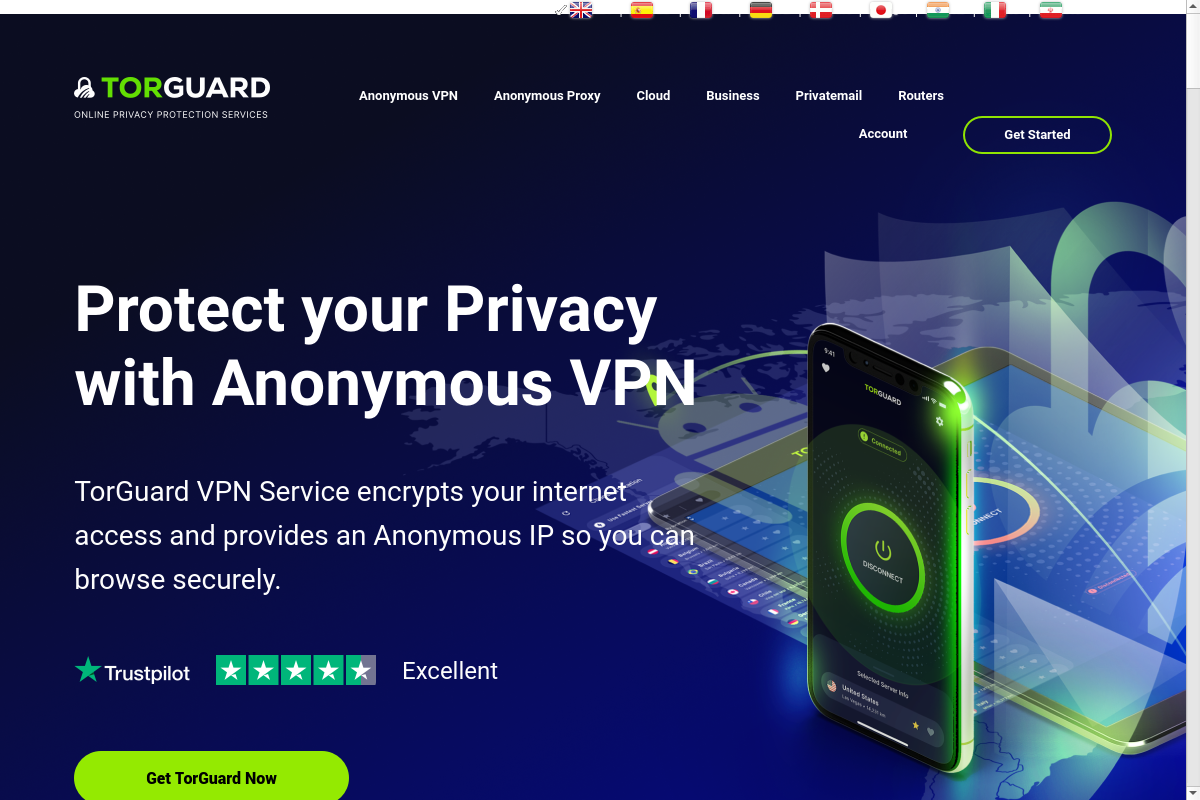 TORGUARD
ONLINE PRIVACY PROTECTION SERVICES
Anonymous VPN
Anonymous Proxy
Cloud
Business
Privatemail
Routers
Account
Get Started
Protect your Privacy
with Anonymous VPN
TorGuard VPN Service encrypts your internet
access and provides an Anonymous IP so you can
browse securely.
Trustpilot
Excellent
Get TorGuard Now
9:41
TORGUARD
Connected
DISCONNECT
Selected Server Info
United States